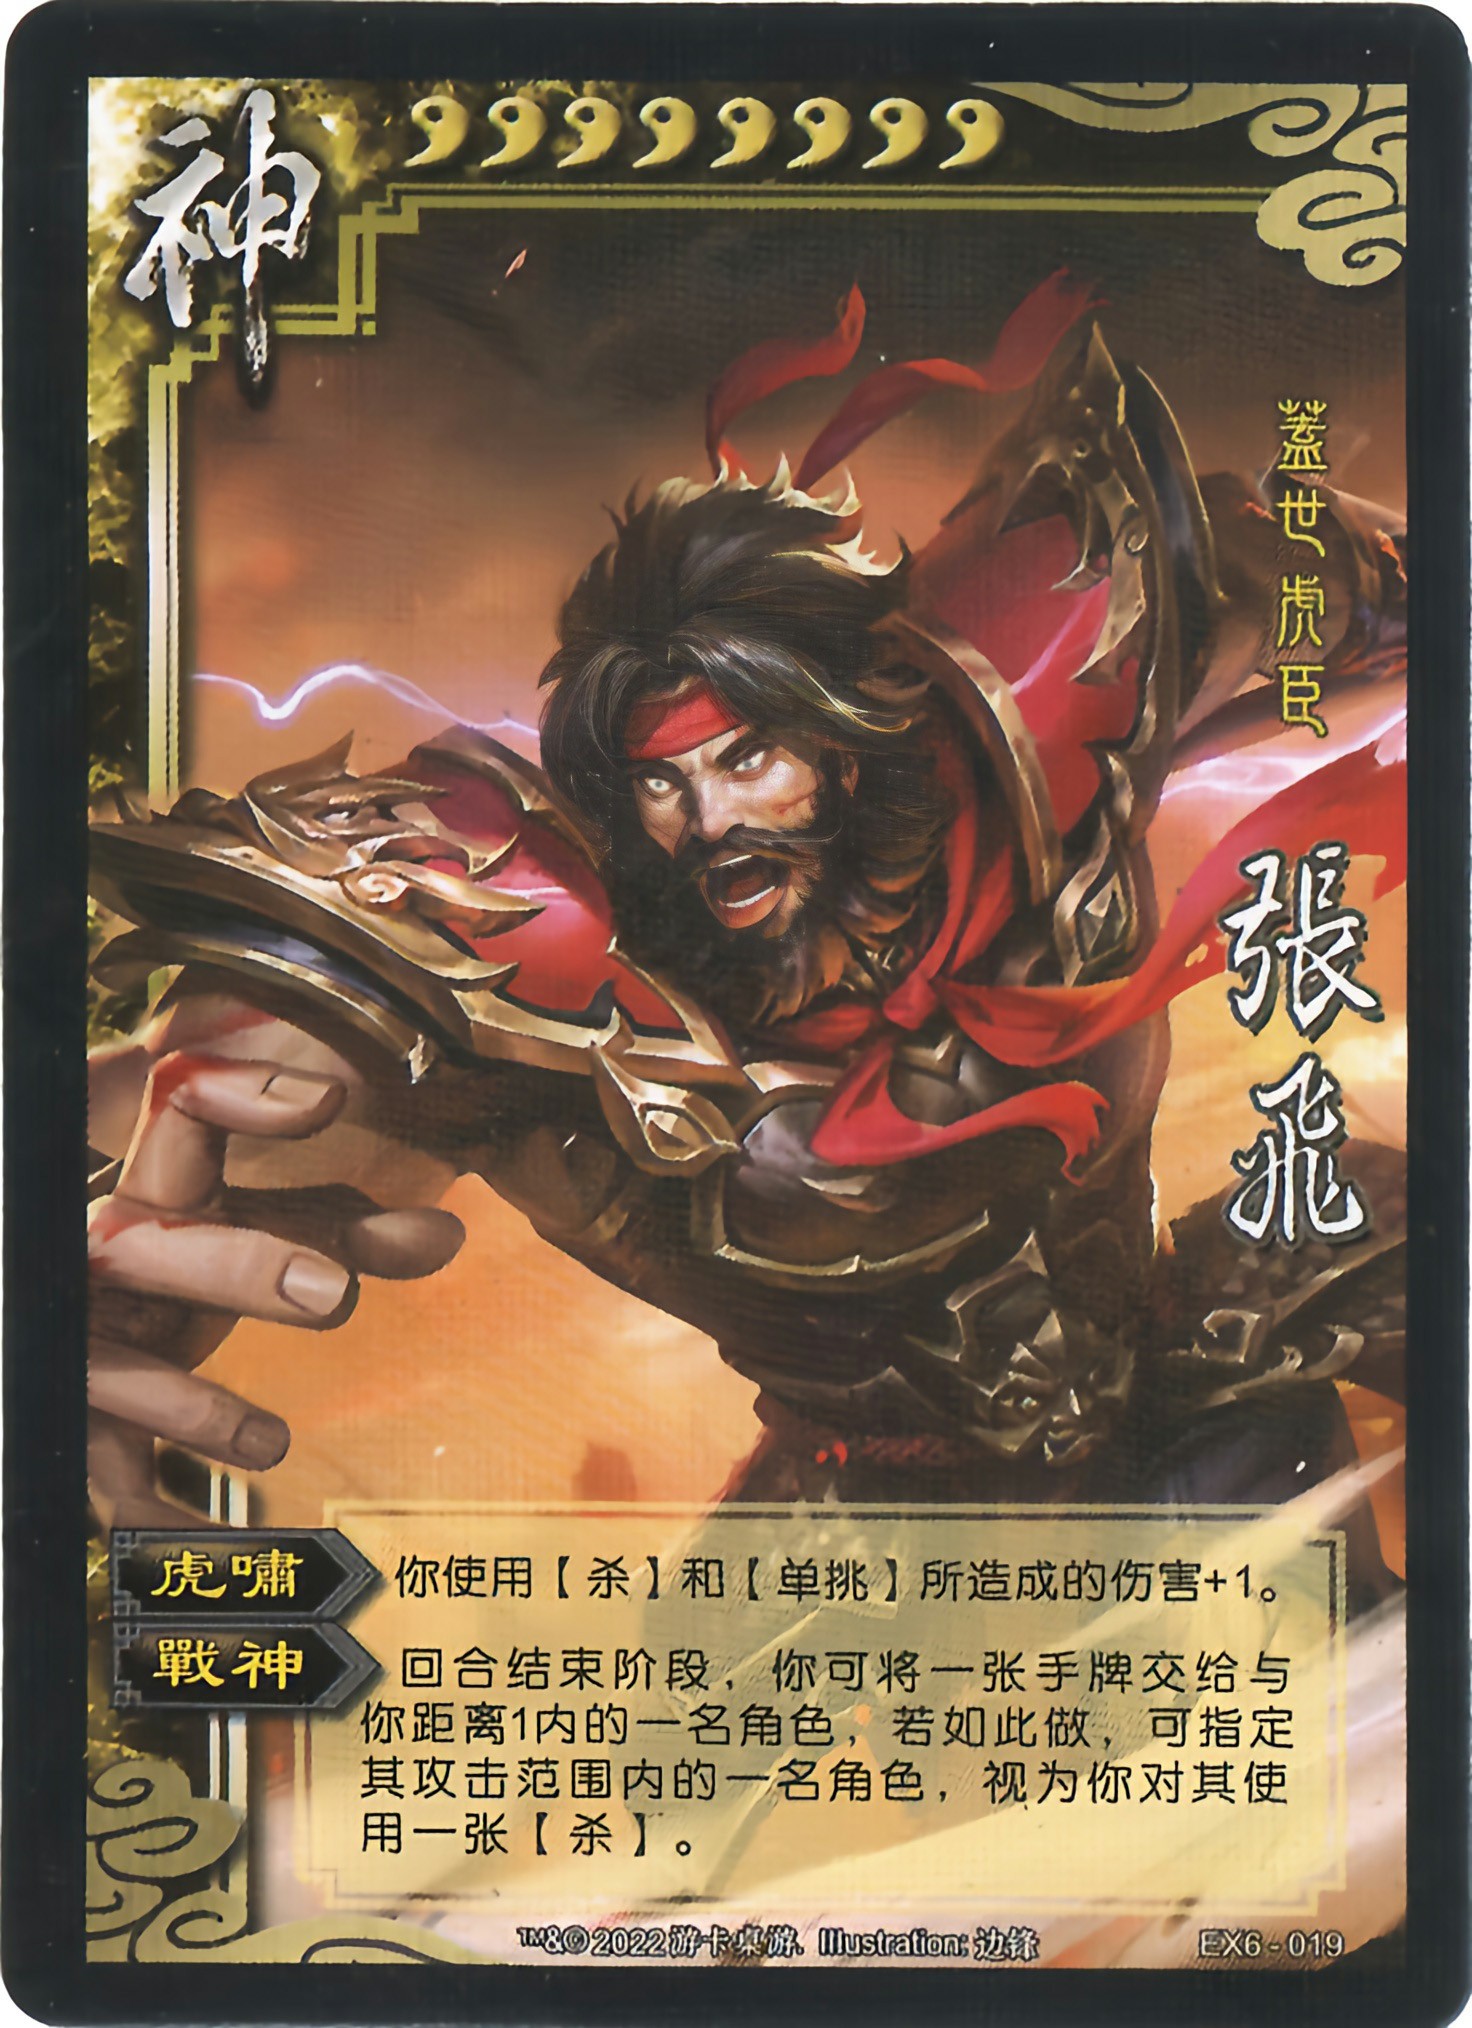 神
蓋世虎臣
張飛
虎嘯
你使用【杀】和【单挑】所造成的伤害+1。
戰神
回合结束阶段，你可将一张手牌交给与
你距离1内的一名角色，若如此做，可指定
其攻击范围内的一名角色，视为你对其使
用一张【杀】。
™&©2022游卡桌游. Illustration: 边锋
EX6-019